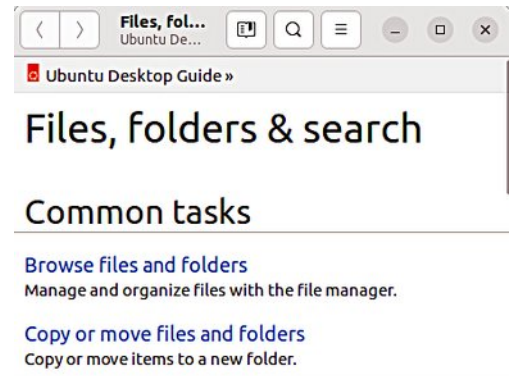 Files, fol...
Ubuntu De...
Ubuntu Desktop Guide »
Files, folders & search
Common tasks
Browse files and folders
Manage and organize files with the file manager.
Copy or move files and folders
Copy or move items to a new folder.